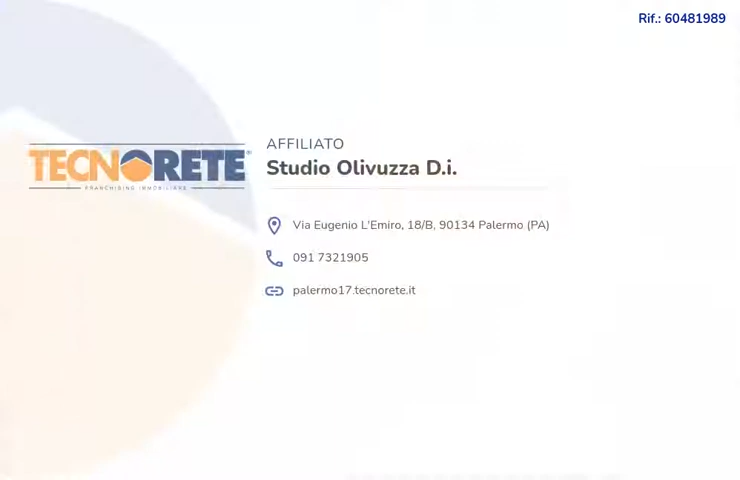 Rif.: 60481989
AFFILIATO
TECNORETE
Studio Olivuzza D.i.
FRANCHISING IMMOBILIARE
Via Eugenio L'Emiro, 18/B, 90134 Palermo (PA)
091 7321905
palermo17.tecnorete.it